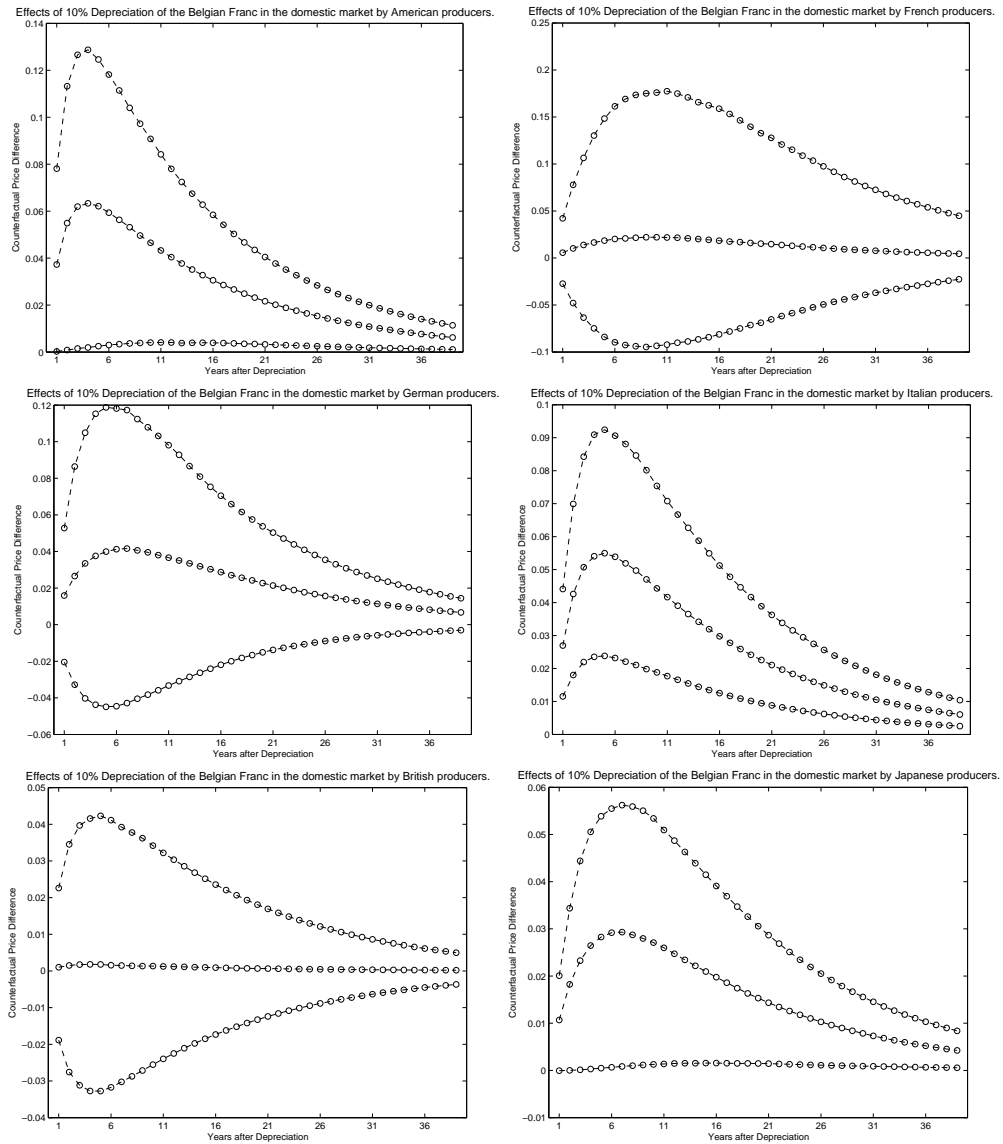 Effects of 10% Depreciation of the Belgian Franc in the domestic market by American producers.
0.14
0.12
0.1
0.08
0.06
0.04
0.02
0
Counterfactual Price Difference
1 6 11 16 21 26 31 36
Years after Depreciation
Effects of 10% Depreciation of the Belgian Franc in the domestic market by French producers.
0.25
0.2
0.15
0.1
0.05
0
−0.05
−0.1
Counterfactual Price Difference
1 6 11 16 21 26 31 36
Years after Depreciation
Effects of 10% Depreciation of the Belgian Franc in the domestic market by German producers.
0.12
0.1
0.08
0.06
0.04
0.02
0
−0.02
−0.04
−0.06
Counterfactual Price Difference
1 6 11 16 21 26 31 36
Years after Depreciation
Effects of 10% Depreciation of the Belgian Franc in the domestic market by Italian producers.
0.1
0.09
0.08
0.07
0.06
0.05
0.04
0.03
0.02
0.01
0
Counterfactual Price Difference
1 6 11 16 21 26 31 36
Years after Depreciation
Effects of 10% Depreciation of the Belgian Franc in the domestic market by British producers.
0.05
0.04
0.03
0.02
0.01
0
−0.01
−0.02
−0.03
−0.04
Counterfactual Price Difference
1 6 11 16 21 26 31 36
Years after Depreciation
Effects of 10% Depreciation of the Belgian Franc in the domestic market by Japanese producers.
0.06
0.05
0.04
0.03
0.02
0.01
0
−0.01
Counterfactual Price Difference
1 6 11 16 21 26 31 36
Years after Depreciation